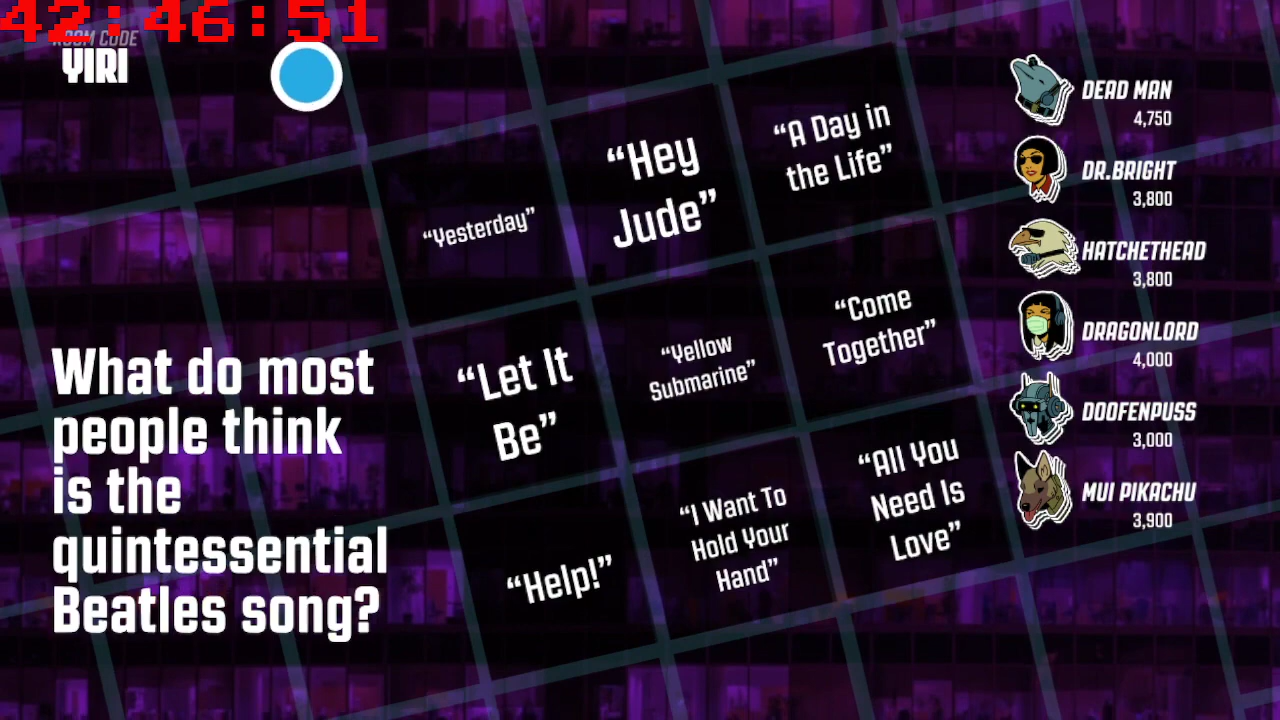 42:46:51
ROOM CODE
YIRI
What do most
people think
is the
quintessential
Beatles song?
“Yesterday”
“Hey
Jude”
“A Day in
the Life”
“Let It
Be”
“Yellow
Submarine”
“Come
Together”
“Help!”
“I Want To
Hold Your
Hand”
“All You
Need Is
Love”
DEAD MAN
4,750
DR.BRIGHT
3,800
HATCHETHEAD
3,800
DRAGONLORD
4,000
DOOFENPUSS
3,000
MUI PIKACHU
3,900